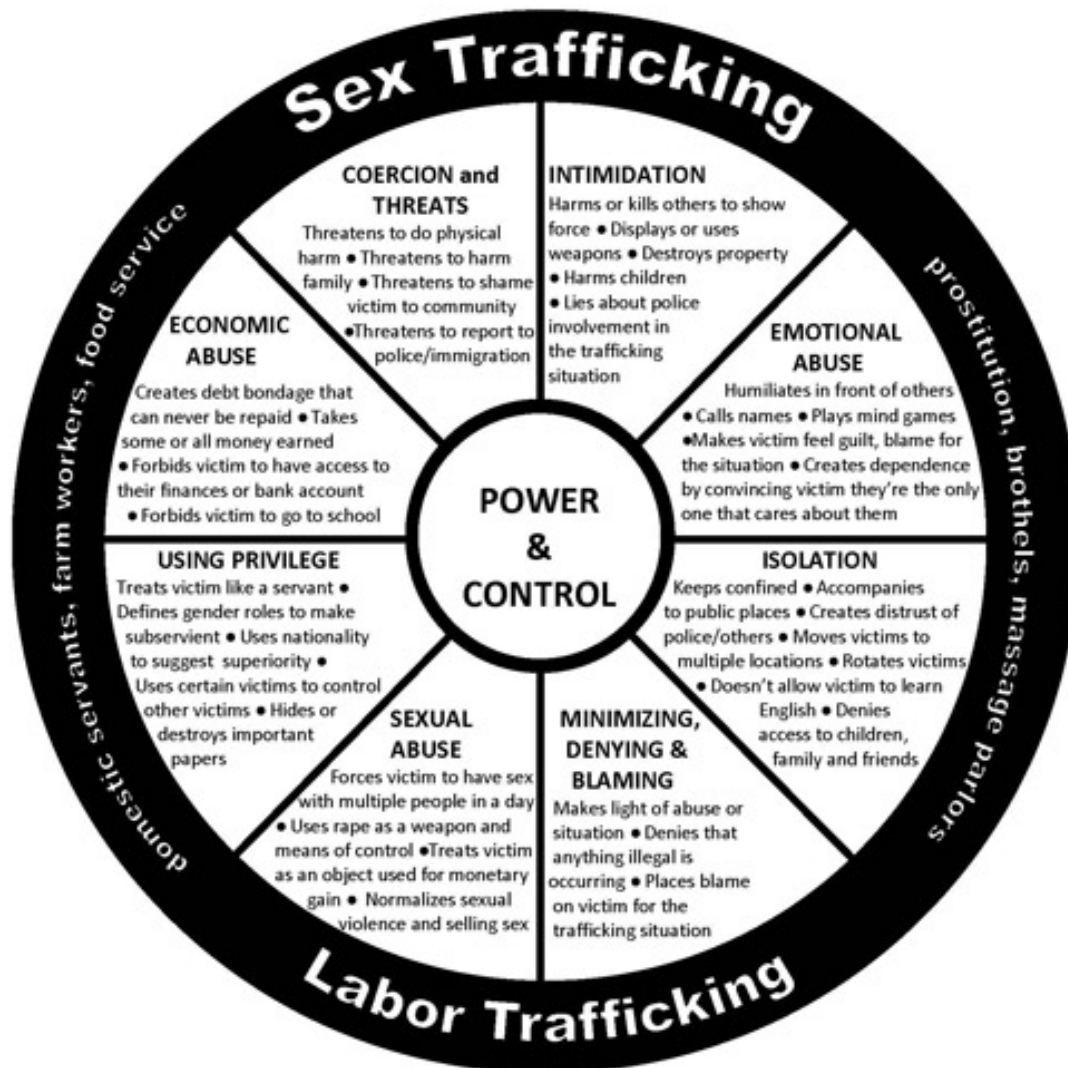 Sex Trafficking
COERCION and
THREATS
Threatens to do physical
harm ● Threatens to harm
family ● Threatens to shame
victim to community
●Threatens to report to
police/immigration
INTIMIDATION
Harms or kills others to show
force ● Displays or uses
weapons ● Destroys property
● Harms children
● Lies about police
involvement in
the trafficking
situation
ECONOMIC
ABUSE
Creates debt bondage that
can never be repaid ● Takes
some or all money earned
● Forbids victim to have access to
their finances or bank account
● Forbids victim to go to school
EMOTIONAL
ABUSE
Humiliates in front of others
● Calls names ● Plays mind games
●Makes victim feel guilt, blame for
the situation ● Creates dependence
by convincing victim they're the only
one that cares about them
POWER
&
CONTROL
USING PRIVILEGE
Treats victim like a servant ●
Defines gender roles to make
subservient ● Uses nationality
to suggest superiority ●
Uses certain victims to control
other victims ● Hides or
destroys important
papers
ISOLATION
Keeps confined ● Accompanies
to public places ● Creates distrust of
police/others ● Moves victims to
multiple locations ● Rotates victims
● Doesn't allow victim to learn
English ● Denies
access to children,
family and friends
SEXUAL
ABUSE
Forces victim to have sex
with multiple people in a day
● Uses rape as a weapon and
means of control ●Treats victim
as an object used for monetary
gain ● Normalizes sexual
violence and selling sex
MINIMIZING,
DENYING &
BLAMING
Makes light of abuse or
situation ● Denies that
anything illegal is
occurring ● Places blame
on victim for the
trafficking situation
domestic servants, farm workers, food service
prostitution, brothels, massage parlors
Labor Trafficking